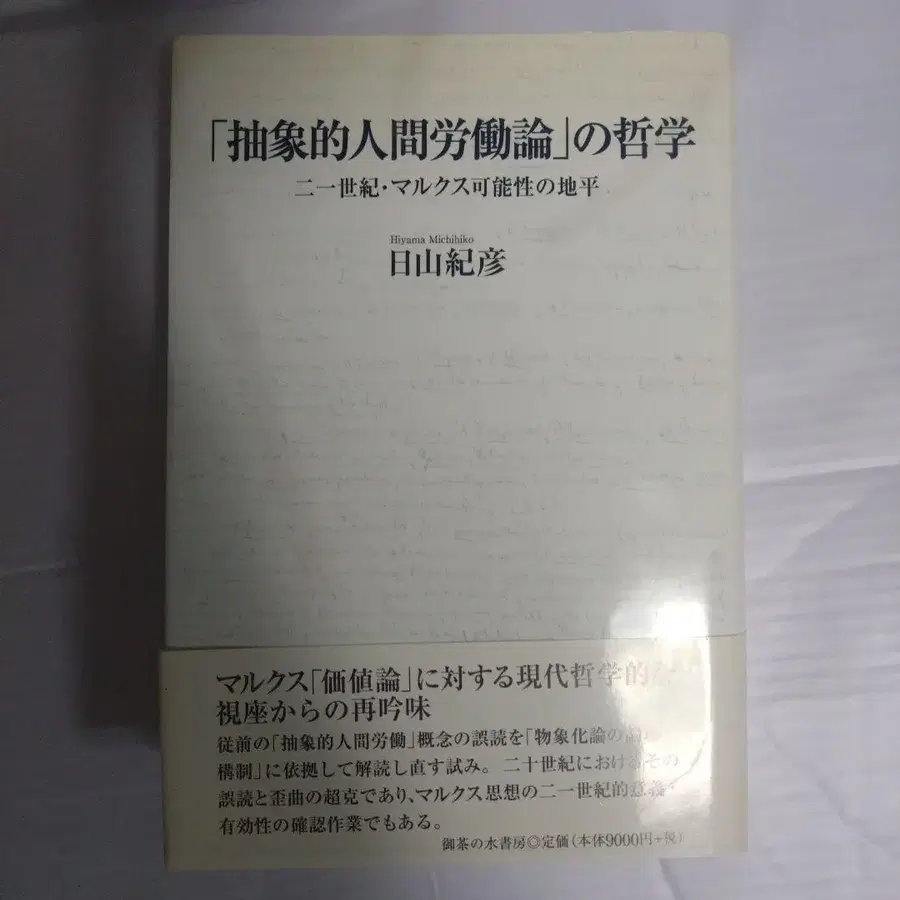 「抽象的人間労働論」の哲学
二一世紀・マルクス可能性の地平
Hiyama Michihiko
日山紀彦
マルクス「価値論」に対する現代哲学的
視座からの再吟味
従前の「抽象的人間労働」概念の誤読を「物象化論の
構制」に依拠して解読し直す試み。二十世紀におけるその
誤読と歪曲の超克であり、マルクス思想の二一世紀的意義・
有効性の確認作業でもある。
御茶の水書房◎定価(本体9000円+税)